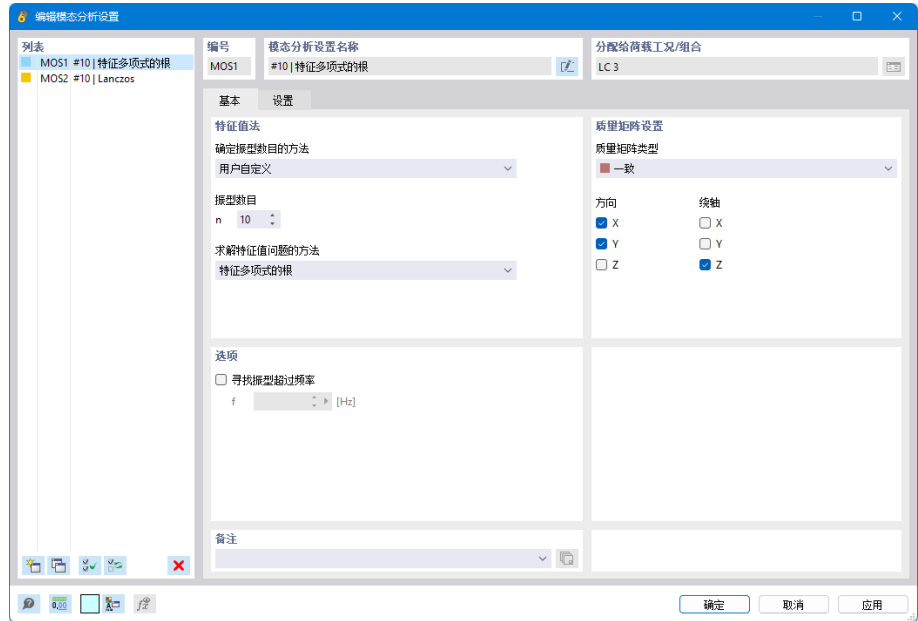 编辑模态分析设置
列表
MOS1 #10 | 特征多项式的根
MOS2 #10 | Lanczos
编号
MOS1
模态分析设置名称
#10 | 特征多项式的根
分配给荷载工况/组合
LC 3
基本 设置
特征值法
确定振型数目的方法
用户自定义
振型数目
n 10
求解特征值问题的方法
特征多项式的根
质量矩阵设置
质量矩阵类型
一致
方向 绕轴
X X
Y Y
Z Z
选项
寻找振型超过频率
f [Hz]
备注
0,00
确定 取消 应用